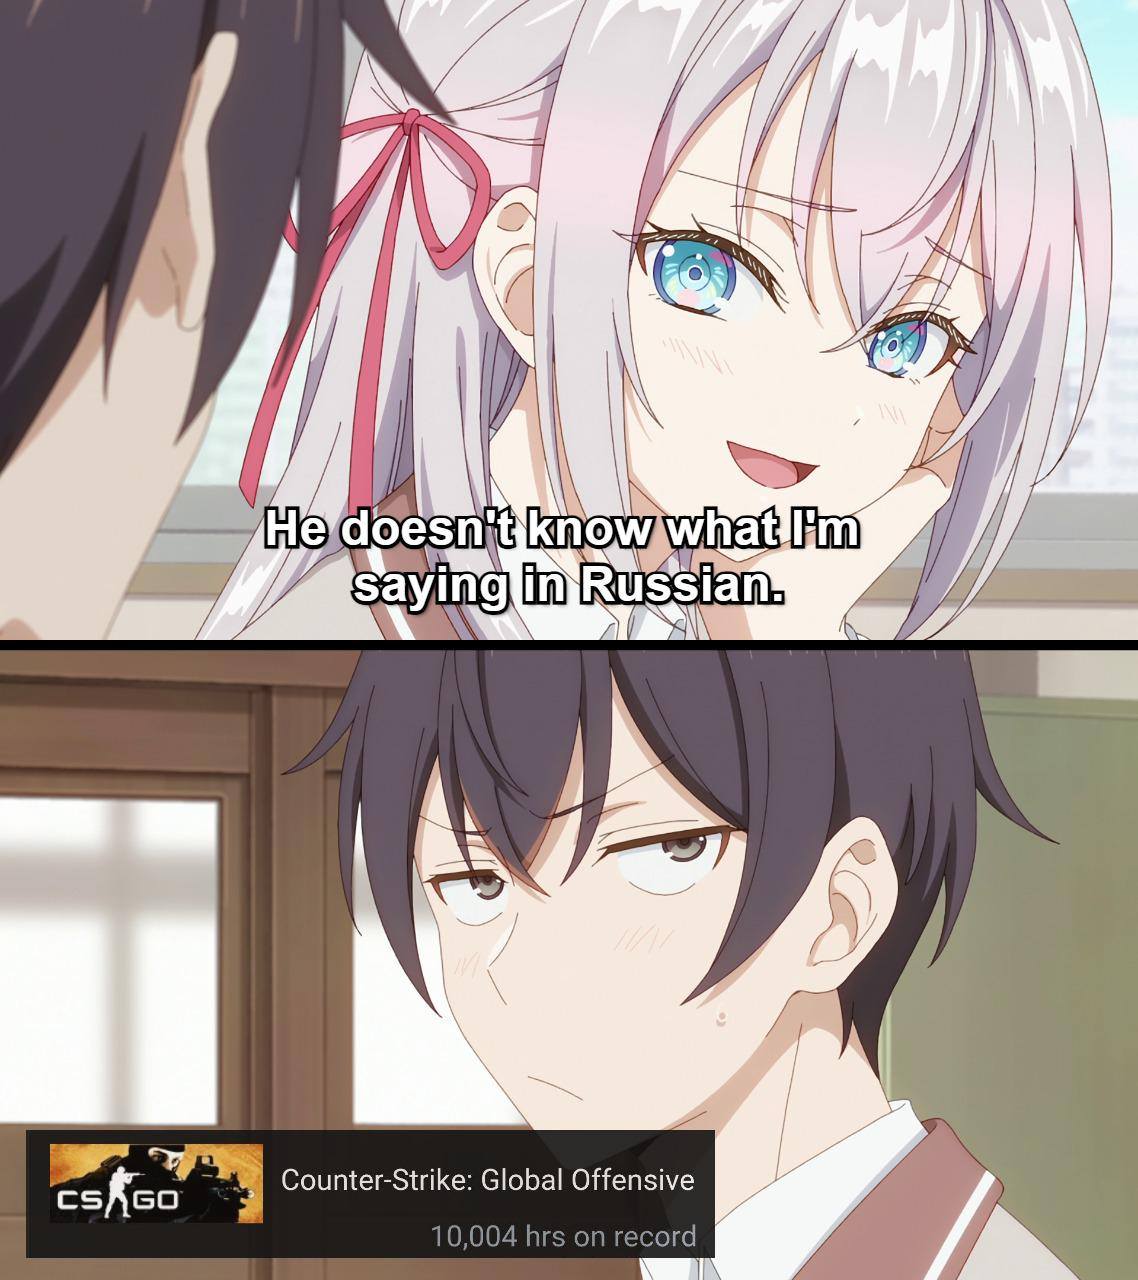 He doesn't know what I'm
saying in Russian.
CS GO
Counter-Strike: Global Offensive
10,004 hrs on record